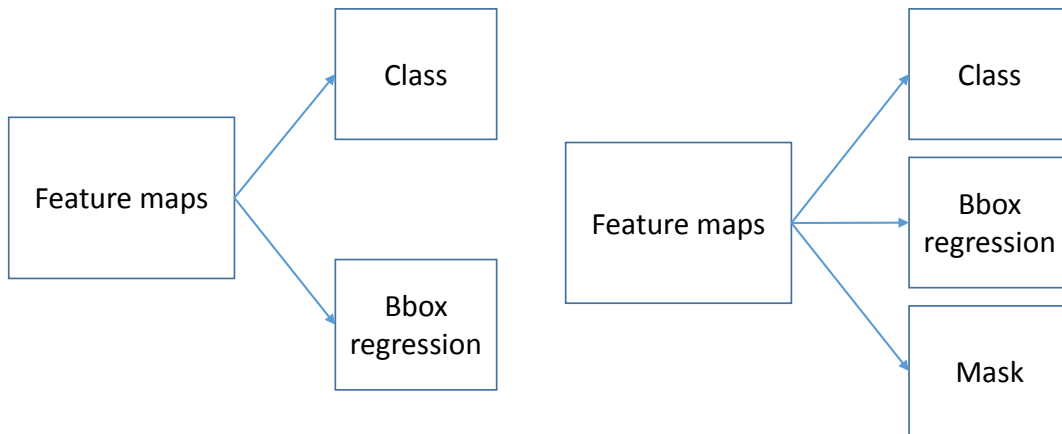 Class
Feature maps
Bbox
regression
Class
Feature maps
Bbox
regression
Mask